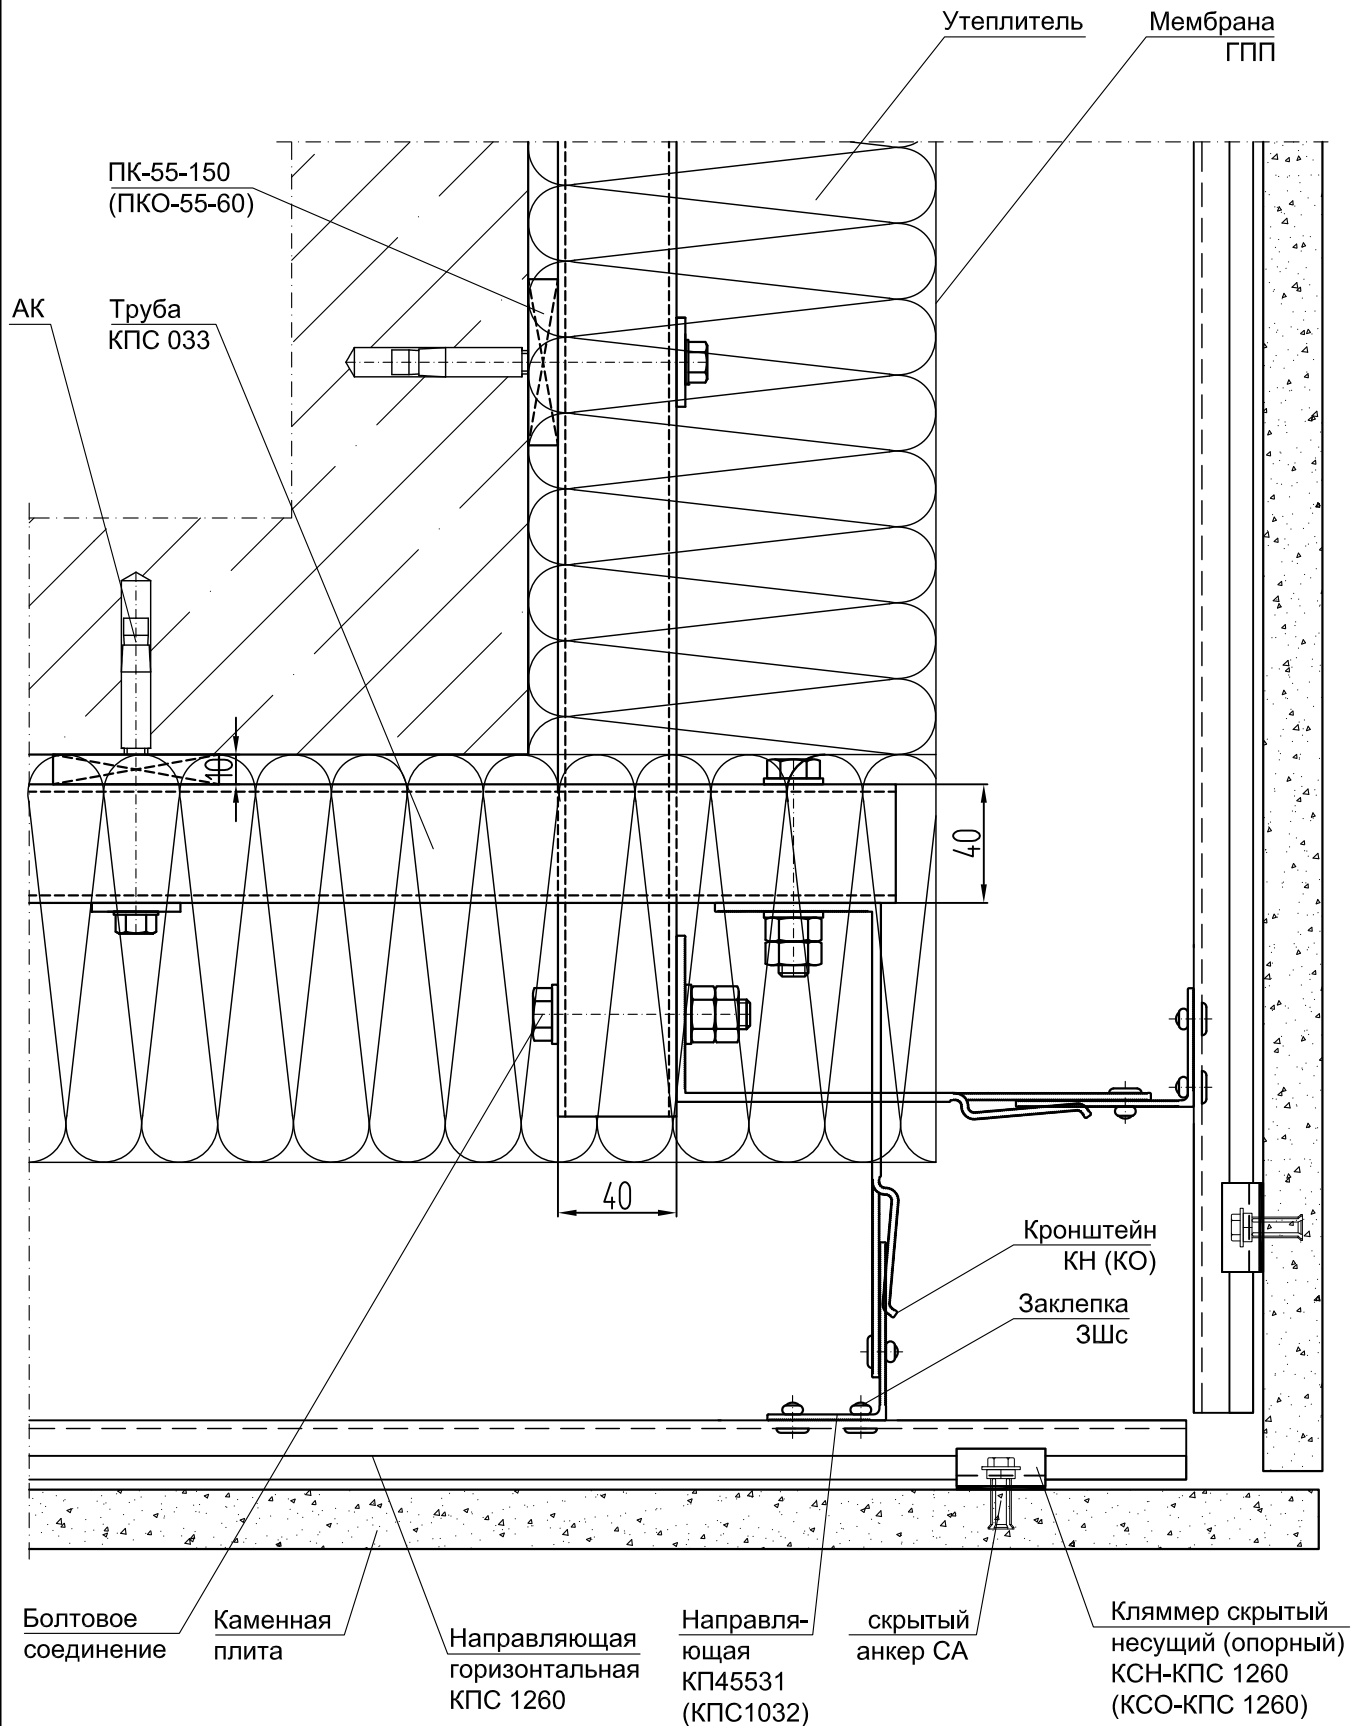 Утеплитель
Мембрана
ГПП
ПК-55-150
(ПКО-55-60)
АК
Труба
КПС 033
10
40
40
Кронштейн
КН (КО)
Заклепка
ЗШс
Болтовое
соединение
Каменная
плита
Направляющая
горизонтальная
КПС 1260
Направля-
ющая
КП45531
(КПС1032)
скрытый
анкер СА
Кляммер скрытый
несущий (опорный)
КСН-КПС 1260
(КСО-КПС 1260)